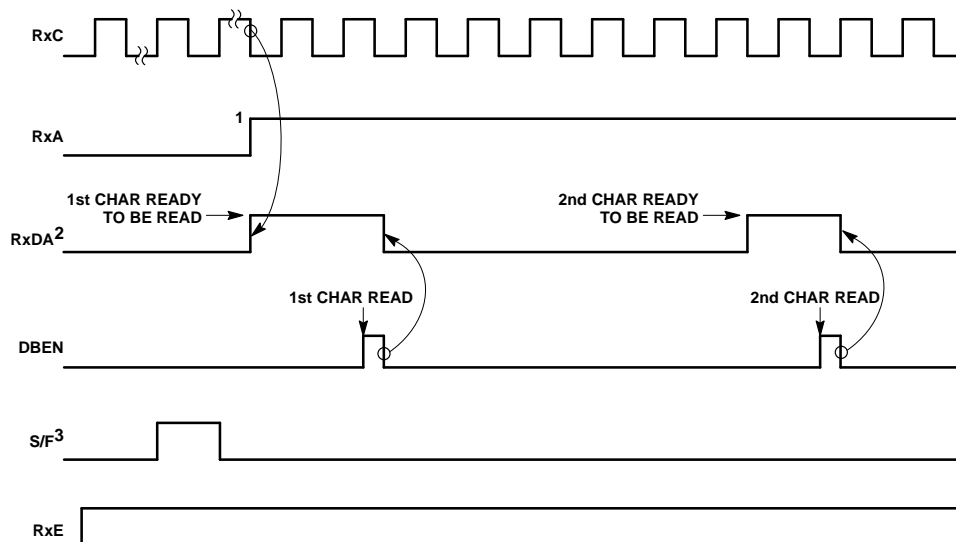 RxC
RxA
1
1st CHAR READY
TO BE READ
2nd CHAR READY
TO BE READ
RxDA2
1st CHAR READ
2nd CHAR READ
DBEN
S/F3
RxE